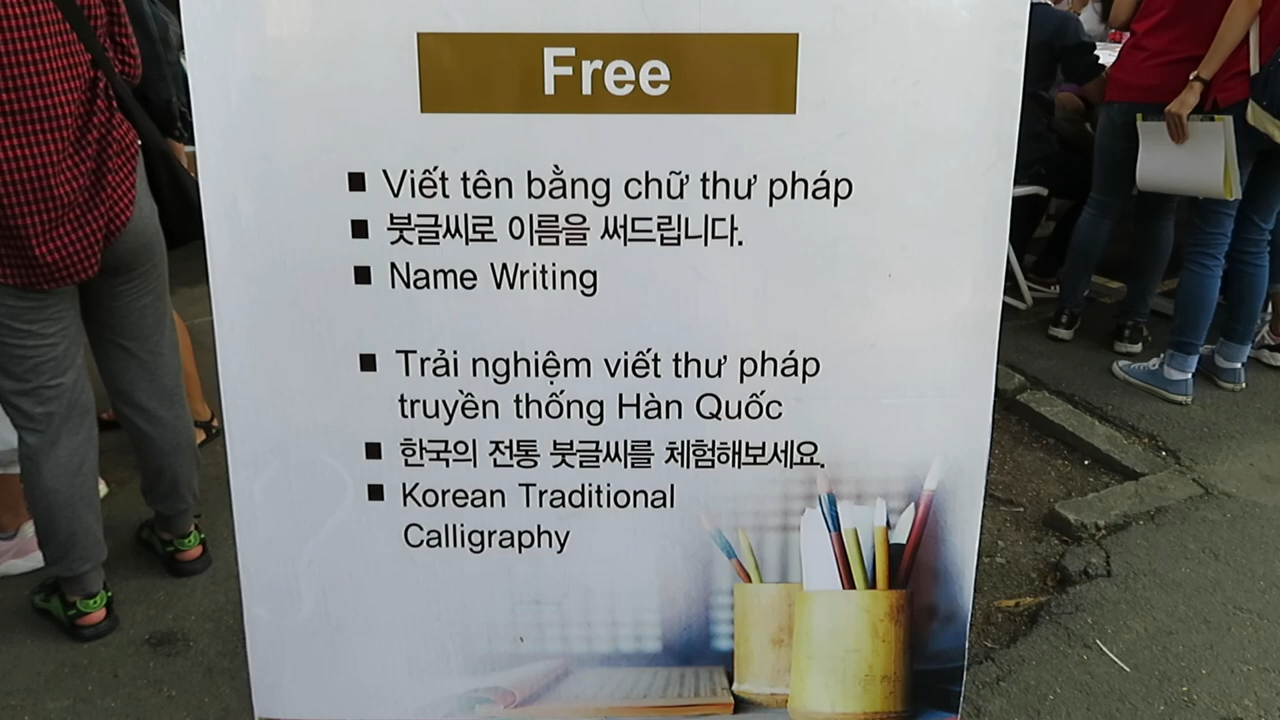 Free
■ Viết tên bằng chữ thư pháp
■ 붓글씨로 이름을 써드립니다.
■ Name Writing
■ Trải nghiệm viết thư pháp
truyền thống Hàn Quốc
■ 한국의 전통 붓글씨를 체험해보세요.
■ Korean Traditional
Calligraphy